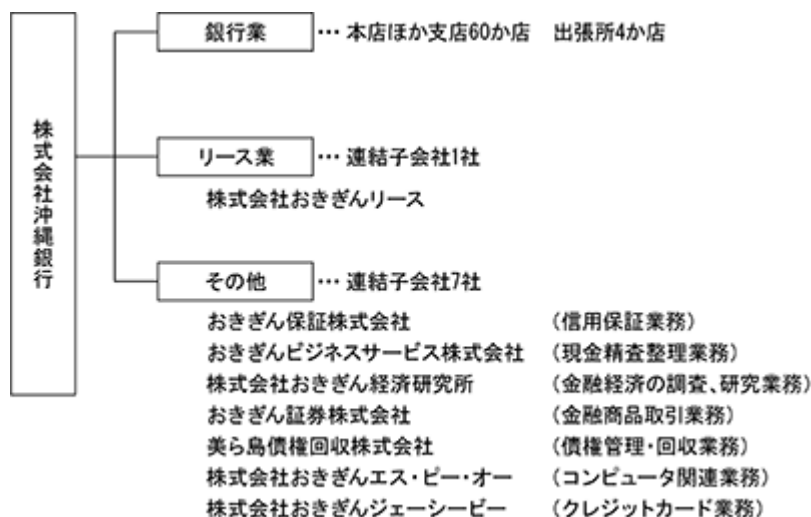 株式会社沖縄銀行
銀行業 … 本店ほか支店60か店 出張所4か店
リース業 … 連結子会社1社
株式会社おきぎんリース
その他 … 連結子会社7社
おきぎん保証株式会社 （信用保証業務）
おきぎんビジネスサービス株式会社 （現金精査整理業務）
株式会社おきぎん経済研究所 （金融経済の調査、研究業務）
おきぎん証券株式会社 （金融商品取引業務）
美ら島債権回収株式会社 （債権管理・回収業務）
株式会社おきぎんエス・ピー・オー （コンピュータ関連業務）
株式会社おきぎんジェーシービー （クレジットカード業務）